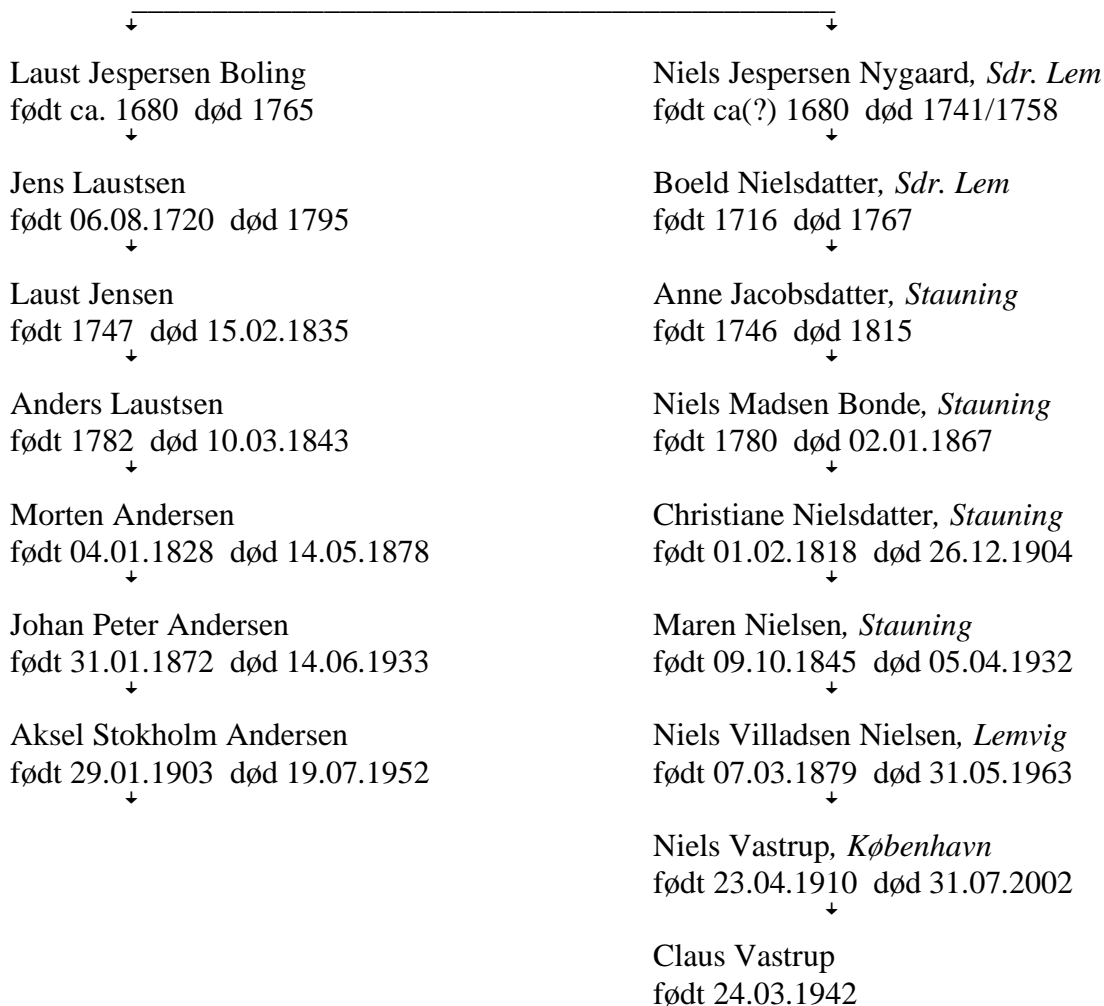 Laust Jespersen Boling
født ca. 1680 død 1765
Jens Laustsen
født 06.08.1720 død 1795
Laust Jensen
født 1747 død 15.02.1835
Anders Laustsen
født 1782 død 10.03.1843
Morten Andersen
født 04.01.1828 død 14.05.1878
Johan Peter Andersen
født 31.01.1872 død 14.06.1933
Aksel Stokholm Andersen
født 29.01.1903 død 19.07.1952
Niels Jespersen Nygaard, Sdr. Lem
født ca(?) 1680 død 1741/1758
Boeld Nielsdatter, Sdr. Lem
født 1716 død 1767
Anne Jacobsdatter, Stauning
født 1746 død 1815
Niels Madsen Bonde, Stauning
født 1780 død 02.01.1867
Christiane Nielsdatter, Stauning
født 01.02.1818 død 26.12.1904
Maren Nielsen, Stauning
født 09.10.1845 død 05.04.1932
Niels Villadsen Nielsen, Lemvig
født 07.03.1879 død 31.05.1963
Niels Vastrup, København
født 23.04.1910 død 31.07.2002
Claus Vastrup
født 24.03.1942